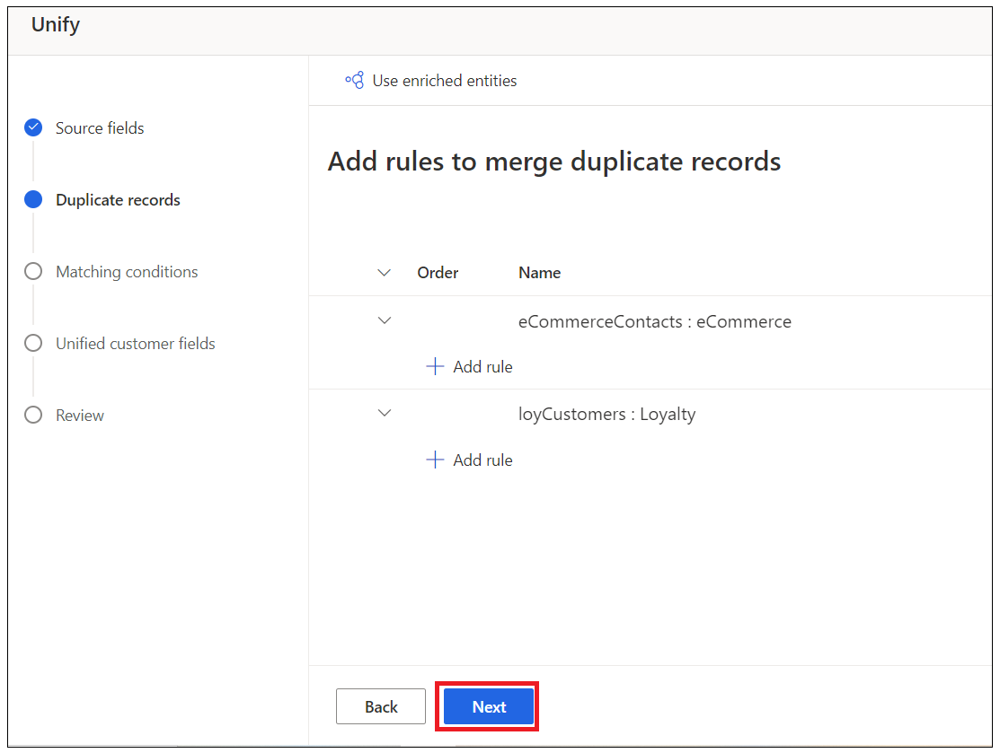 Unify
Use enriched entities
Source fields
Duplicate records
Matching conditions
Unified customer fields
Review
Add rules to merge duplicate records
Order Name
eCommerceContacts : eCommerce
Add rule
loyCustomers : Loyalty
Add rule
Back Next